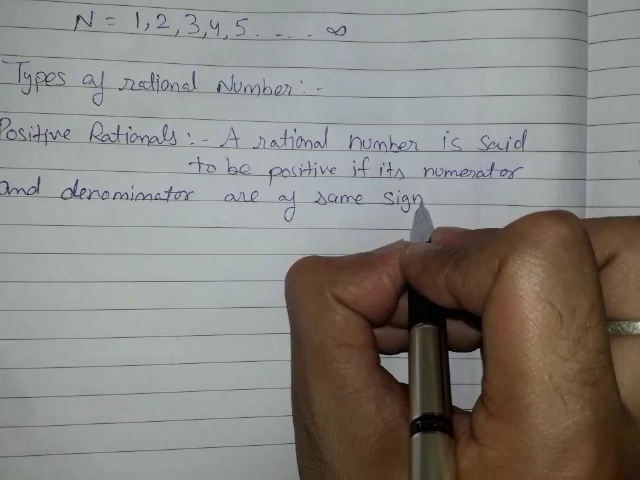 N = 1, 2, 3, 4, 5. . . . . ∞
Types of rational Number:-
Positive Rationals:- A rational number is said
to be positive if its numerator
and denomimator are of same sign